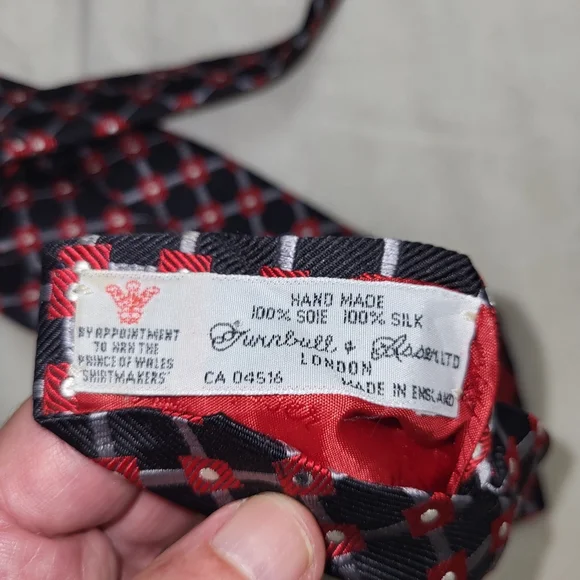 BY APPOINTMENT
TO HRH THE
PRINCE OF WALES
SHIRTMAKERS
HAND MADE
100% SOIE 100% SILK
Turnbull & Asser LTD
LONDON
CA 04516 MADE IN ENGLAND